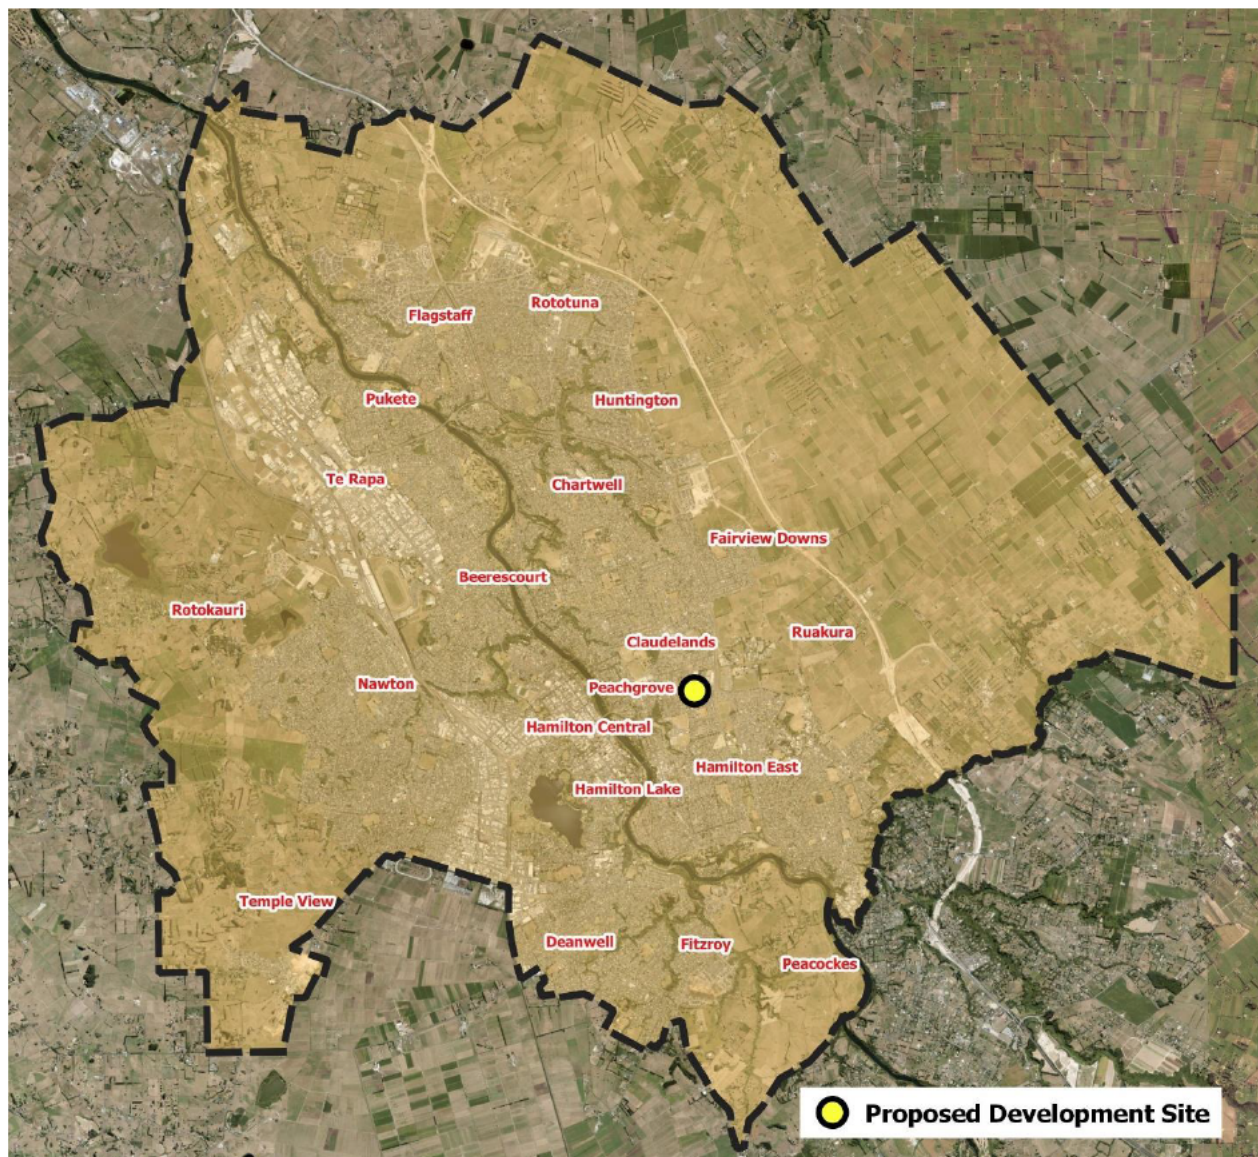 Rototuna
Flagstaff
Pukete
Huntington
Te Rapa
Chartwell
Fairview Downs
Beerescourt
Rotokauri
Ruakura
Claudelands
Nawton
Peachgrove
Hamilton Central
Hamilton East
Hamilton Lake
Temple View
Deanwell
Fitzroy
Peacockes
Proposed Development Site